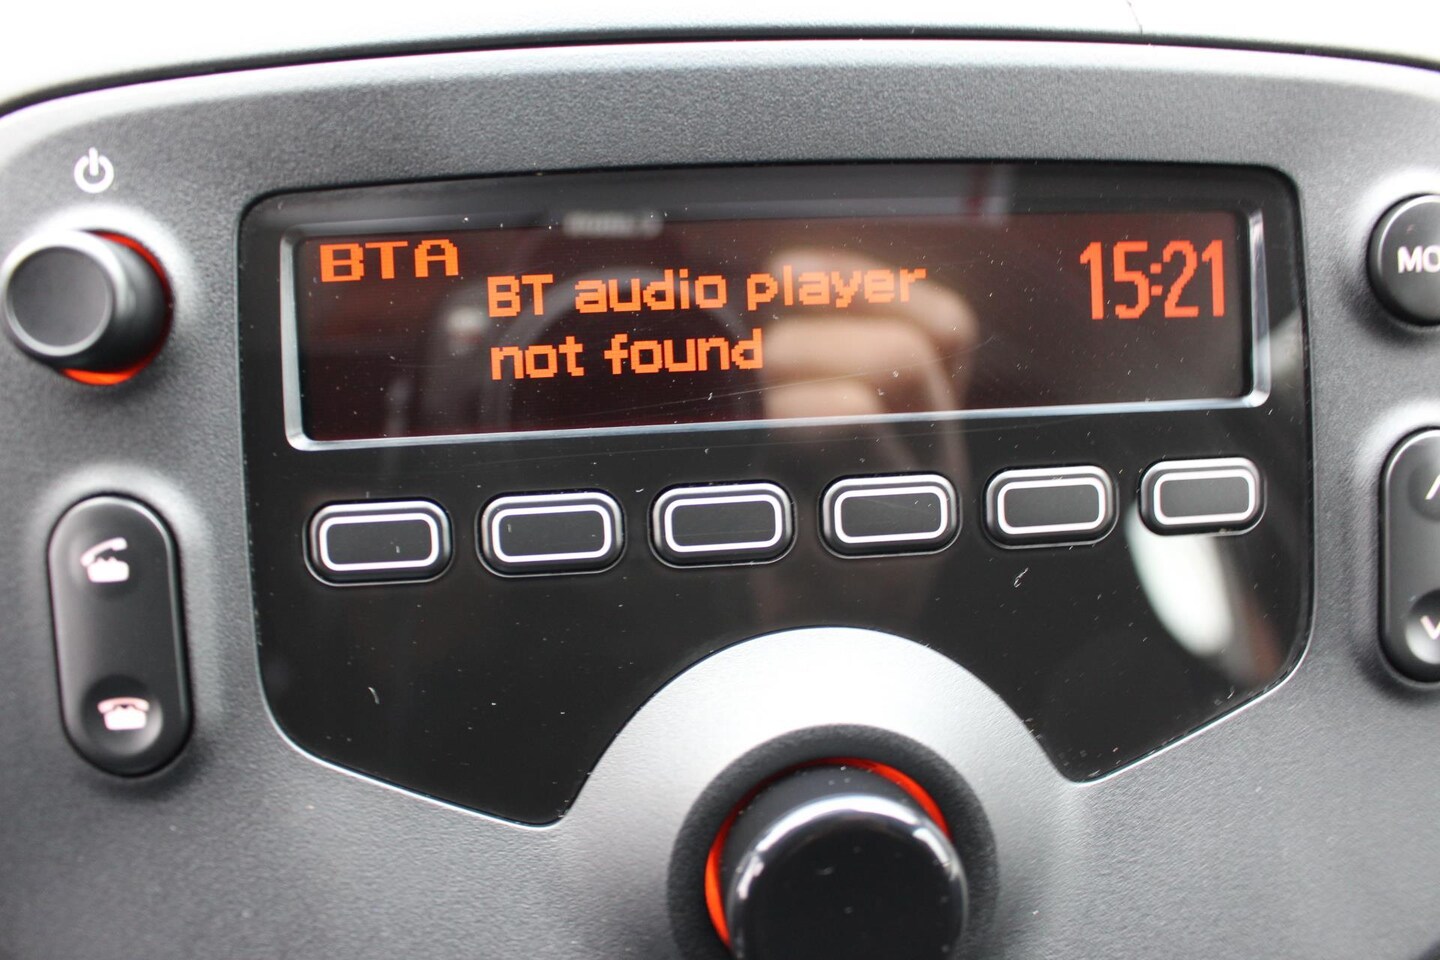 BTA
BT audio player
not found
15:21